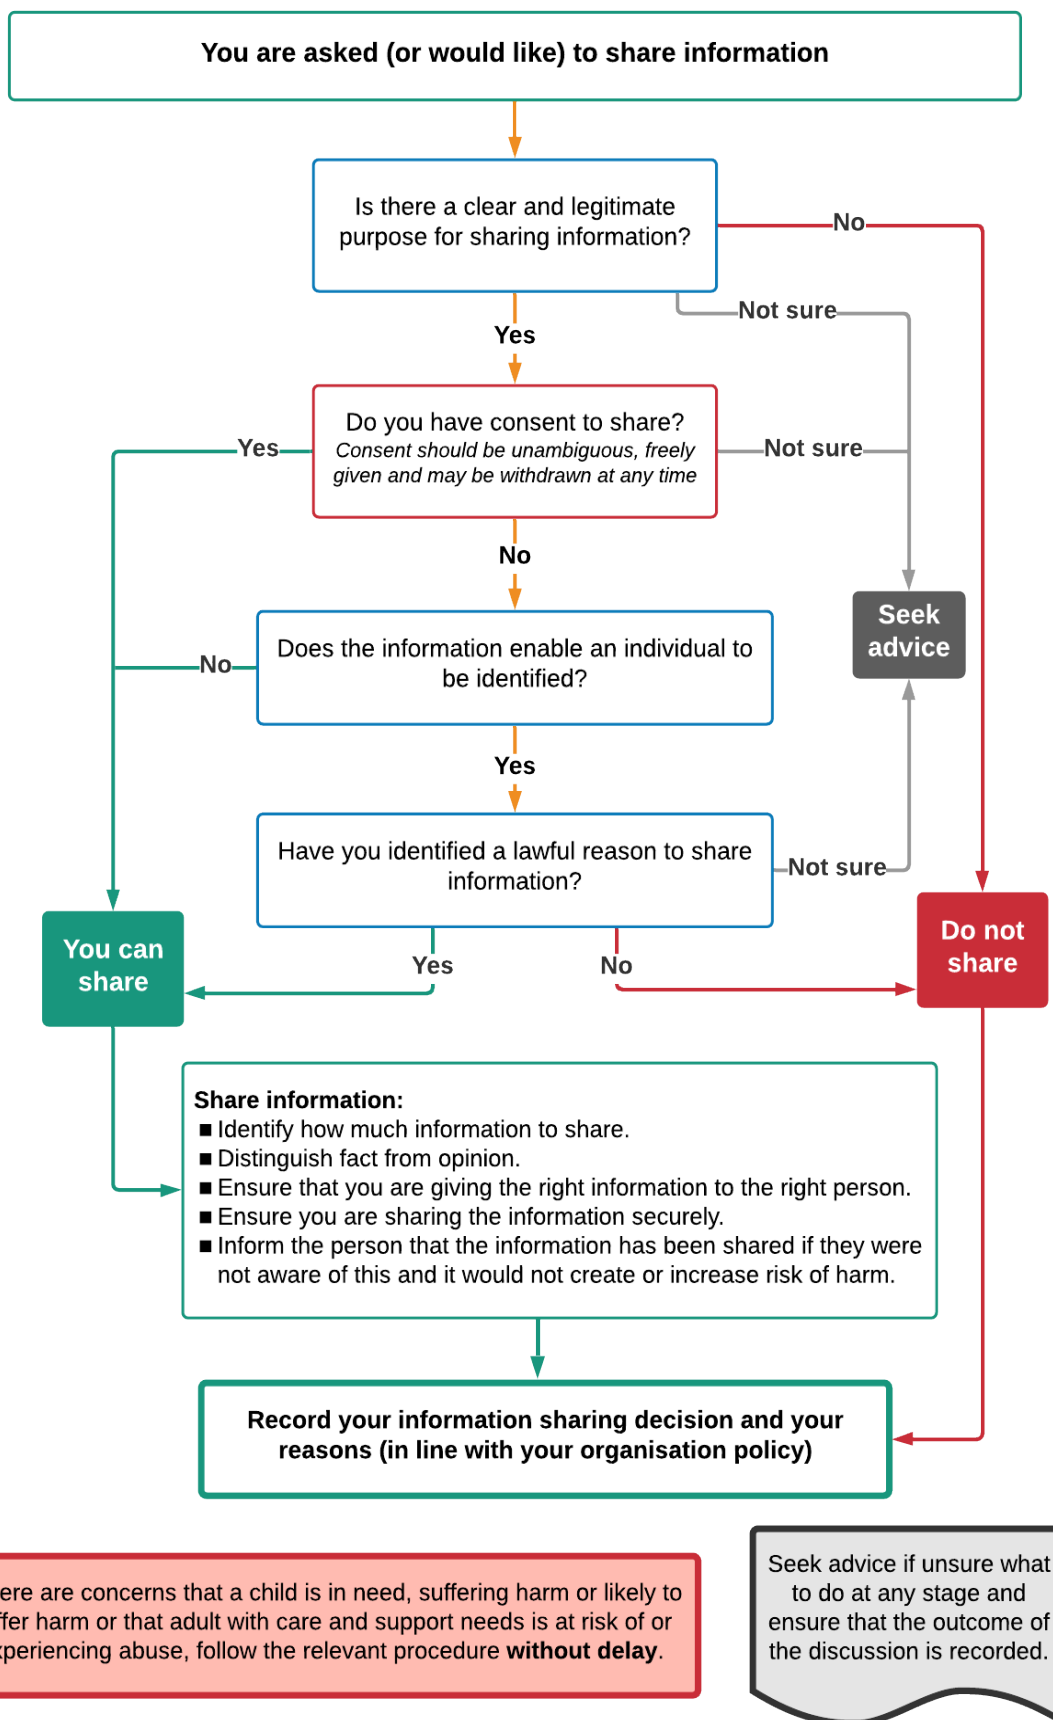 You are asked (or would like) to share information
Is there a clear and legitimate
purpose for sharing information?
No
Not sure
Yes
Do you have consent to share?
Consent should be unambiguous, freely
given and may be withdrawn at any time
Yes
Not sure
No
Seek
advice
Does the information enable an individual to
be identified?
No
Yes
Have you identified a lawful reason to share
information?
Not sure
You can
share
Yes
No
Do not
share
Share information:
■ Identify how much information to share.
■ Distinguish fact from opinion.
■ Ensure that you are giving the right information to the right person.
■ Ensure you are sharing the information securely.
■ Inform the person that the information has been shared if they were
not aware of this and it would not create or increase risk of harm.
Record your information sharing decision and your
reasons (in line with your organisation policy)
are concerns that a child is in need, suffering harm or likely to
harm or that adult with care and support needs is at risk of or
abuse, follow the relevant procedure without delay.
Seek advice if unsure what
to do at any stage and
ensure that the outcome of
the discussion is recorded.